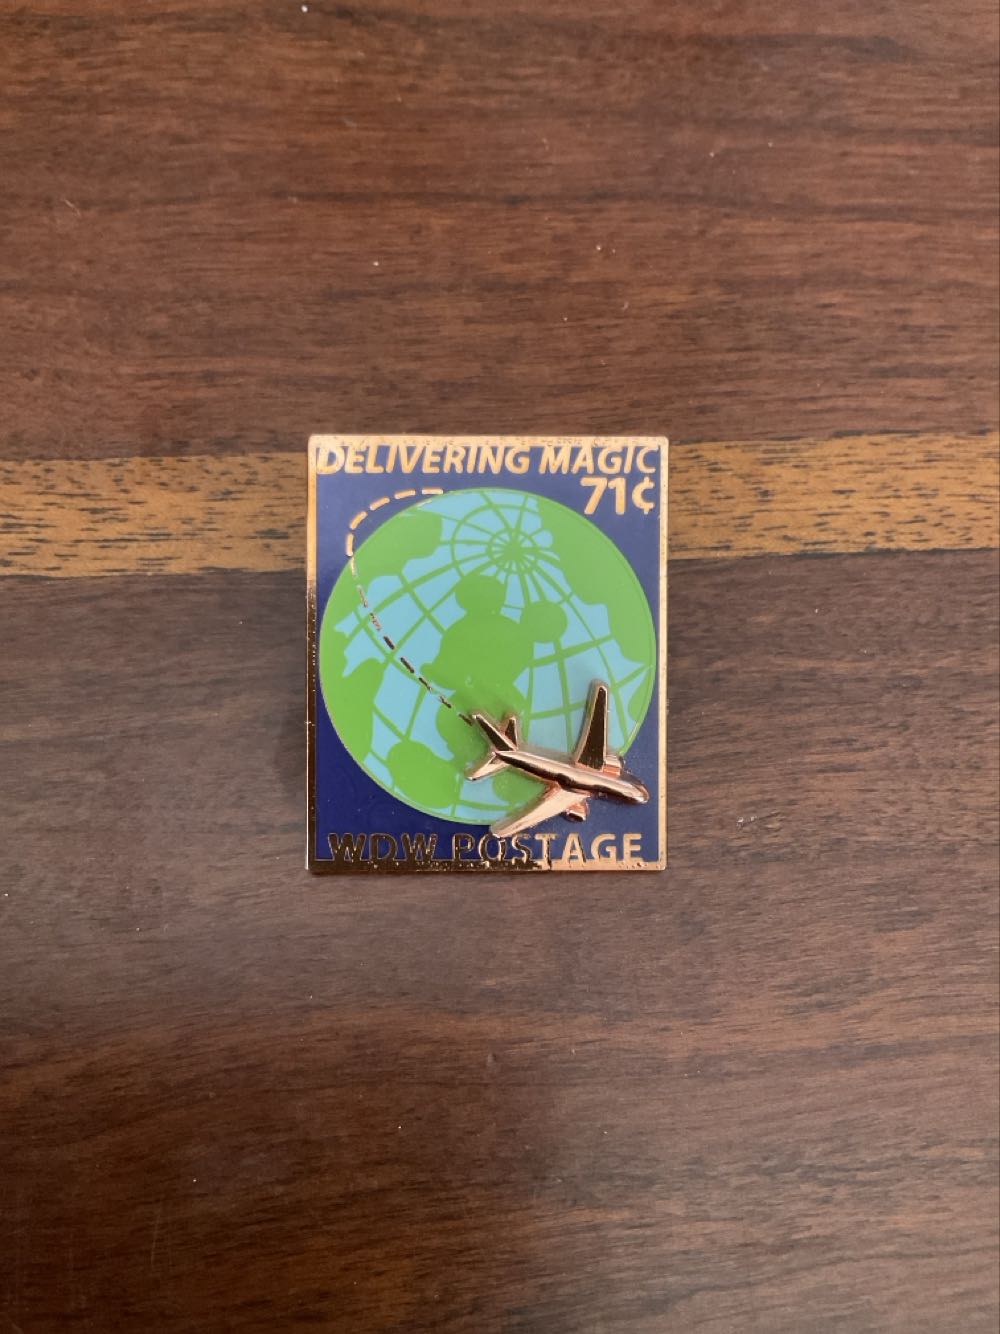 DELIVERING MAGIC
71¢
WDW POSTAGE